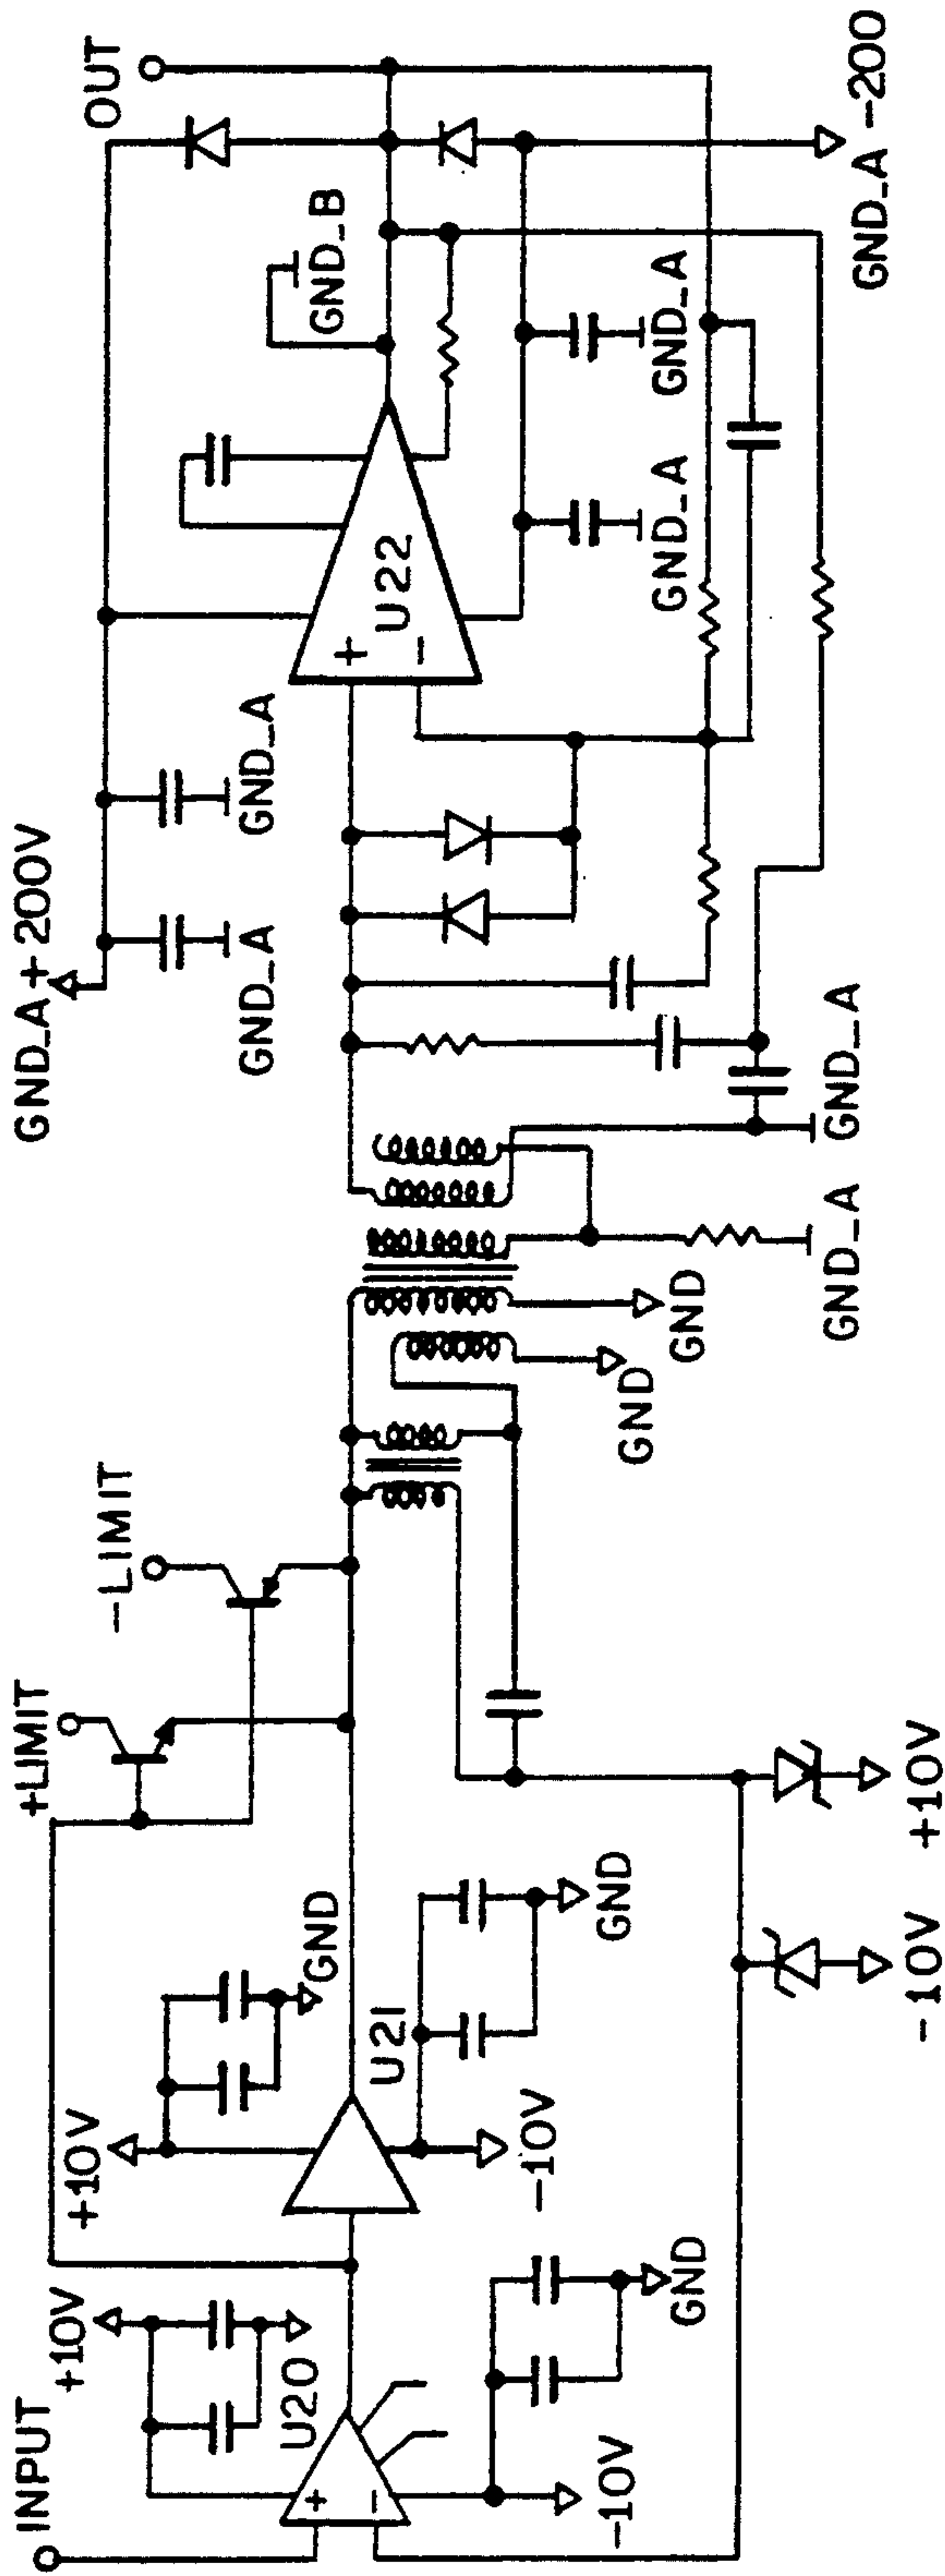 INPUT
+10V
U20
+
-
-10V
GND
+10V
GND
U21
-10V
GND
+LIMIT
-LIMIT
-10V
+10V
GND
GND
GND_A
GND_A
GND_A+200V
GND_A
GND_A
+
-
U22
GND_A
GND_A
GND_B
OUT
GND_A -200